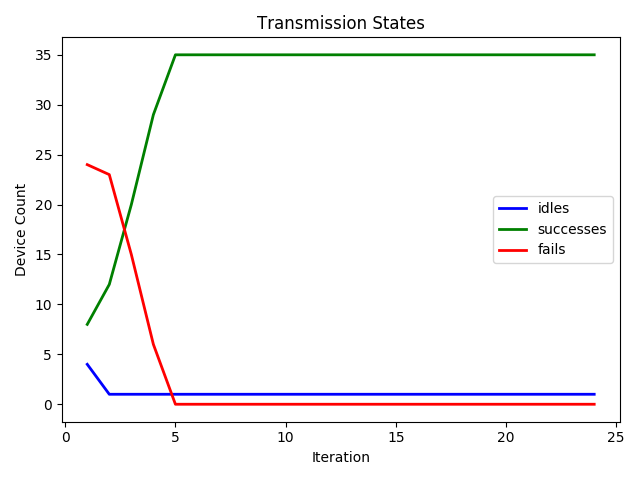 Transmission States
Device Count
35
30
25
20
15
10
5
0
idles
successes
fails
0 5 10 15 20 25
Iteration